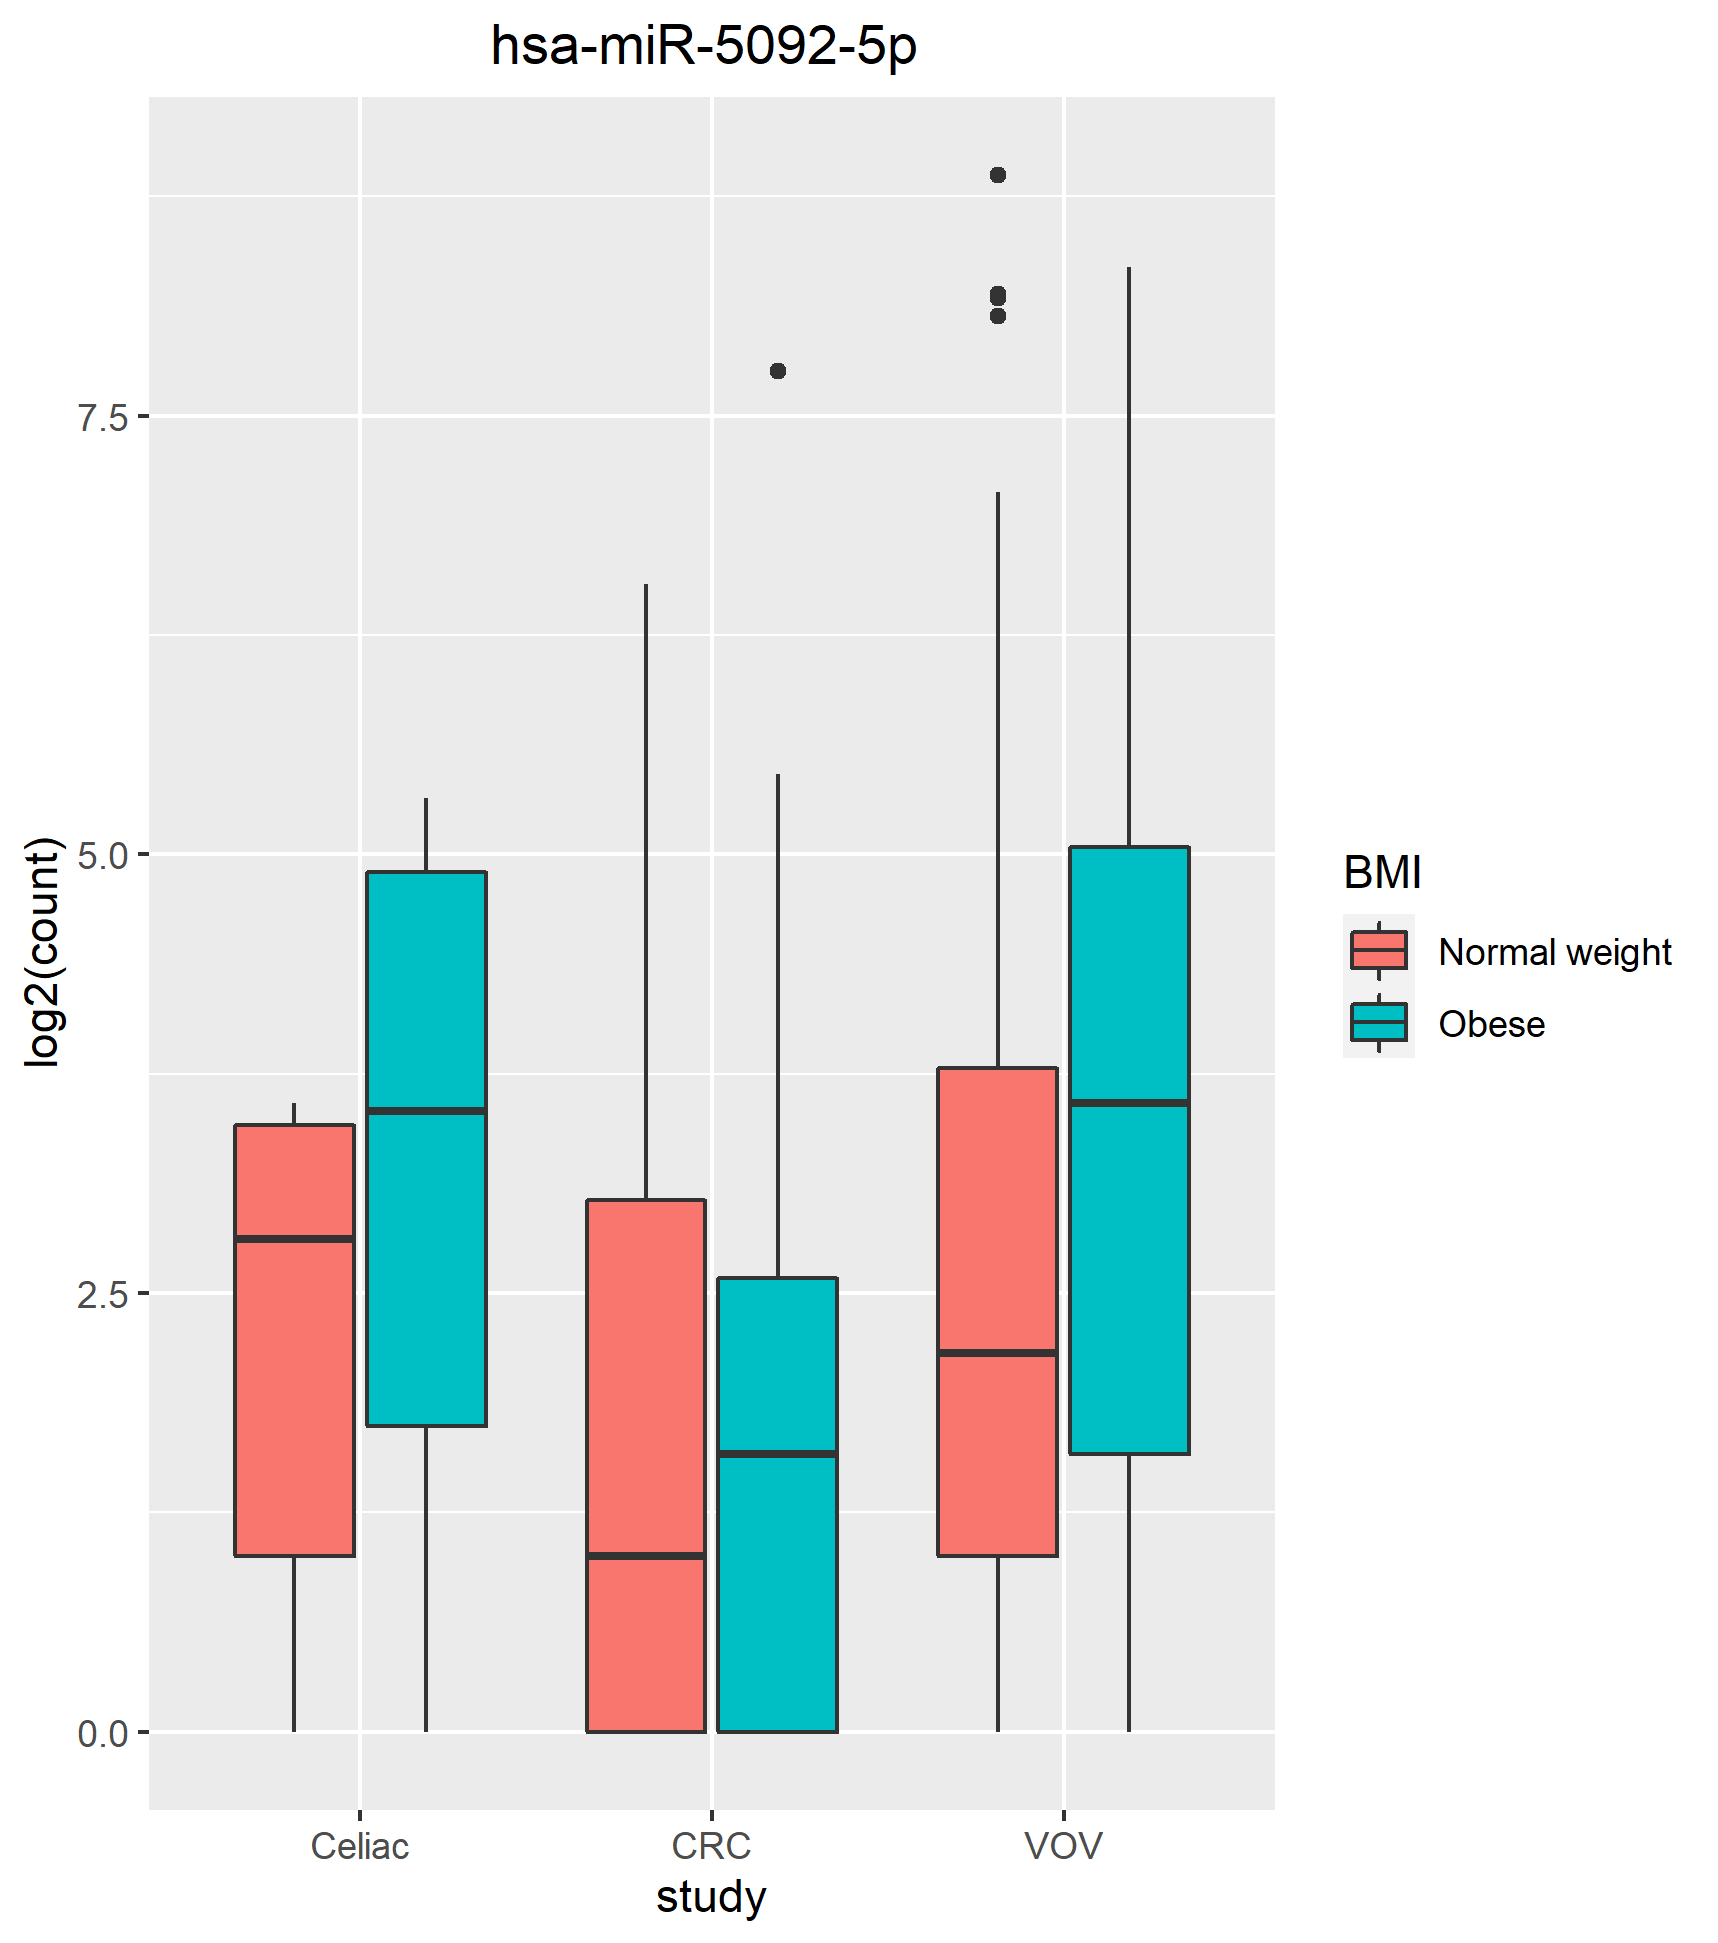 hsa-miR-5092-5p
log2(count)
7.5
5.0
2.5
0.0
Celiac CRC VOV
study
BMI
Normal weight
Obese